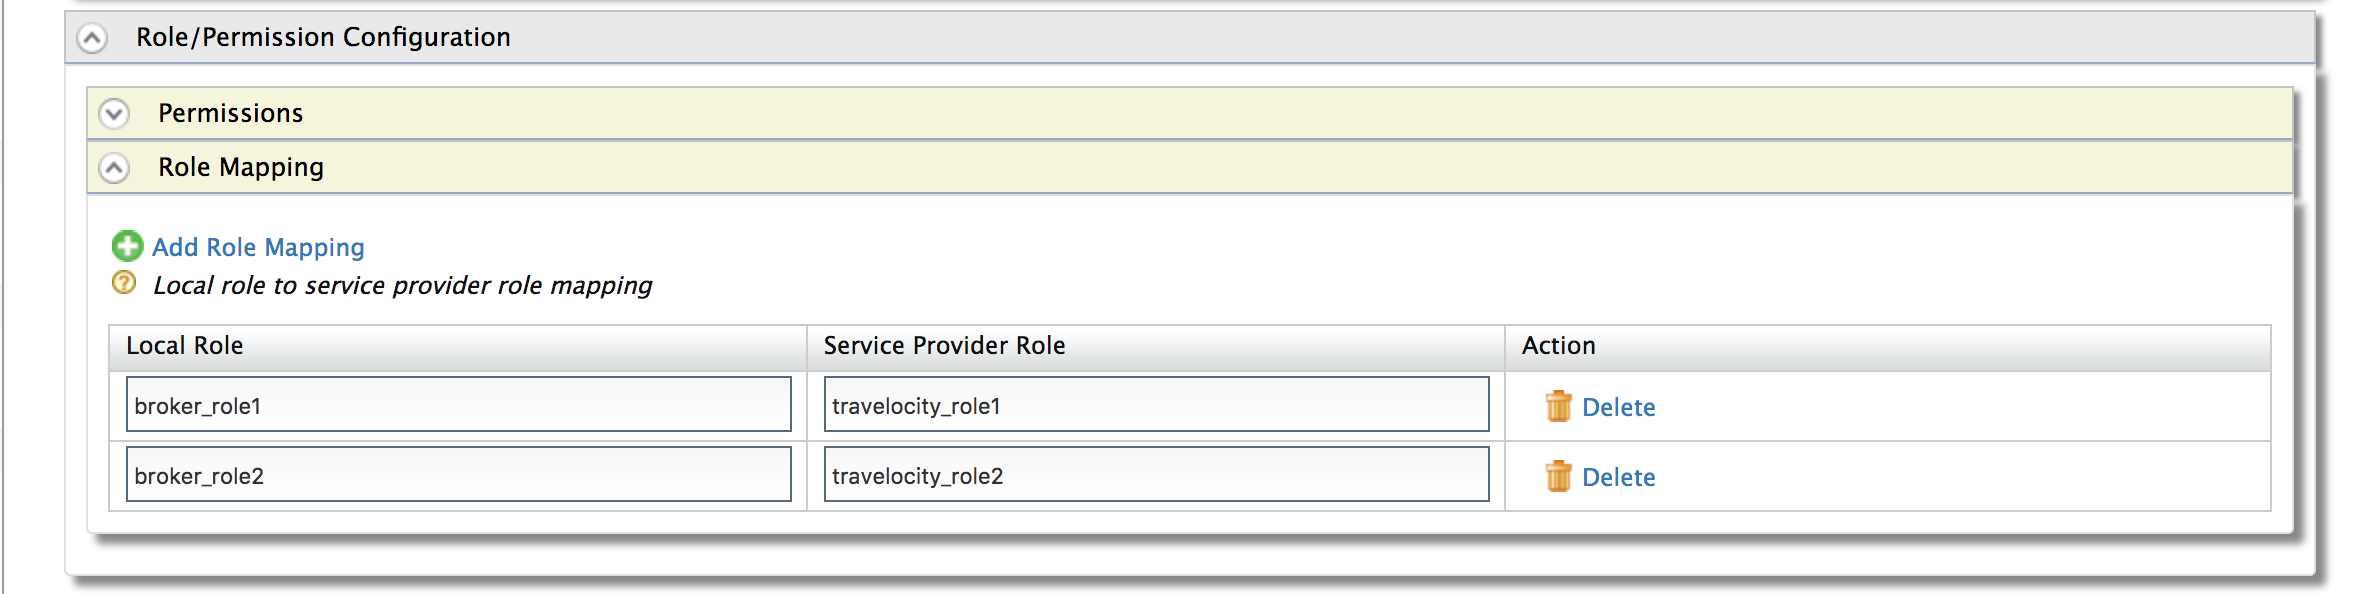 Role/Permission Configuration
Permissions
Role Mapping
Add Role Mapping
Local role to service provider role mapping
Local Role Service Provider Role Action
broker_role1 travelocity_role1 Delete
broker_role2 travelocity_role2 Delete